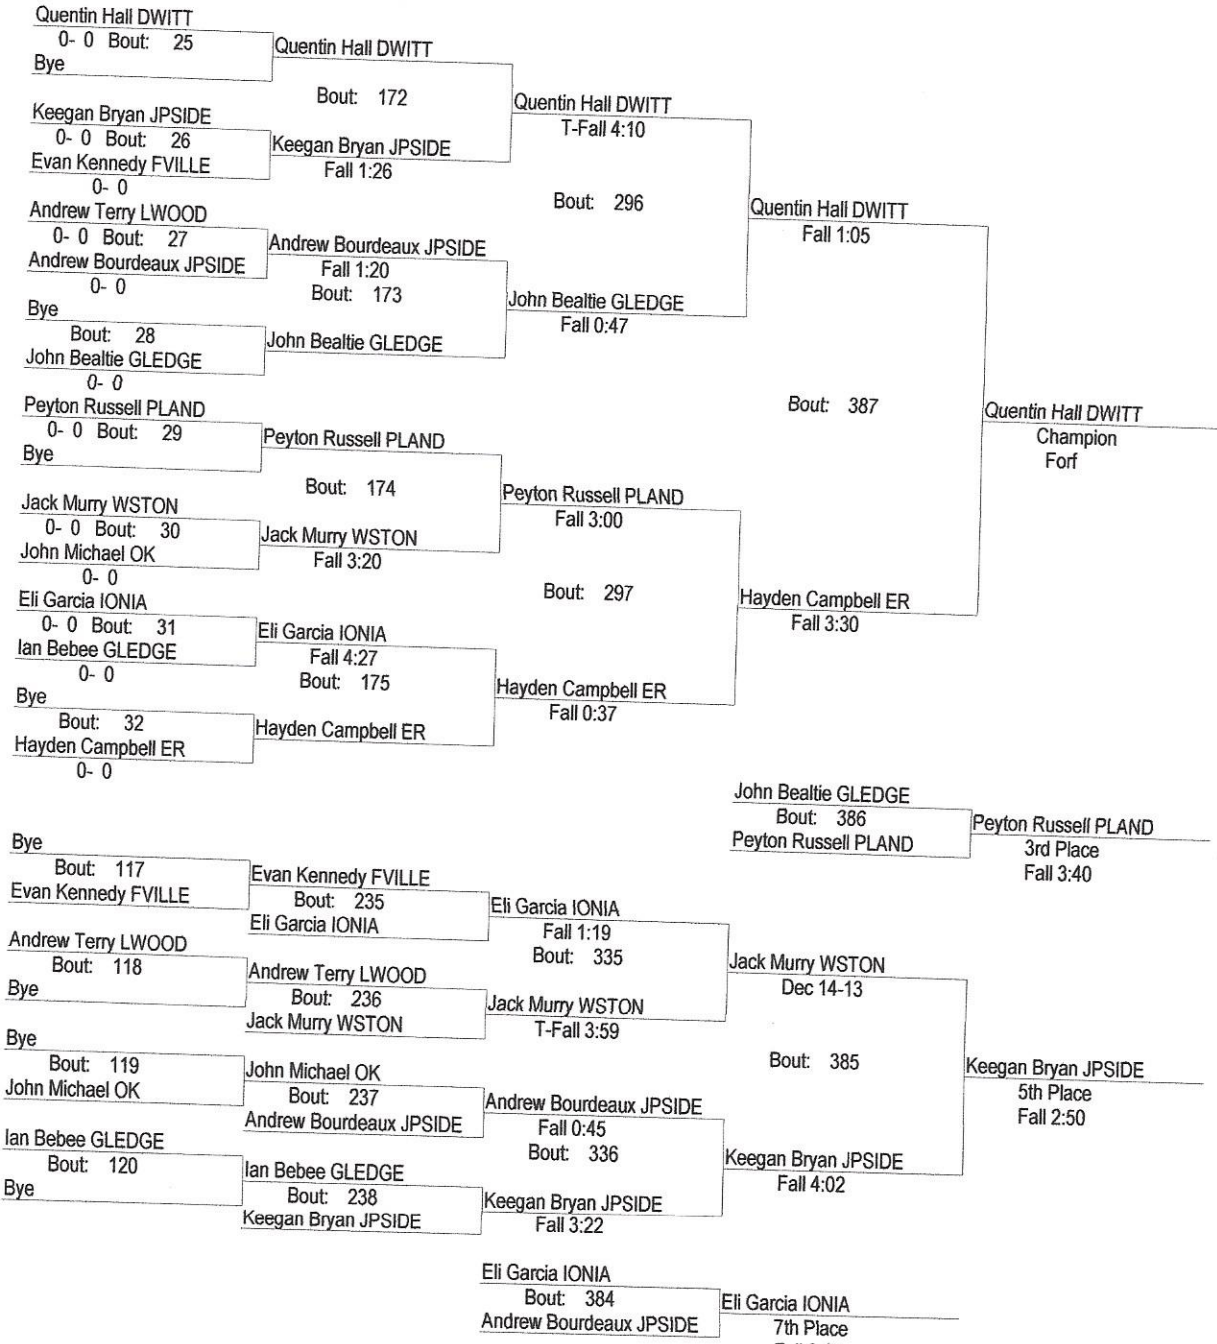 Quentin Hall DWITT
0- 0 Bout: 25
Bye
Quentin Hall DWITT
Bout: 172
Keegan Bryan JPSIDE
0- 0 Bout: 26
Evan Kennedy FVILLE
0- 0
Keegan Bryan JPSIDE
Fall 1:26
Quentin Hall DWITT
T-Fall 4:10
Bout: 296
Andrew Terry LWOOD
0- 0 Bout: 27
Andrew Bourdeaux JPSIDE
0- 0
Andrew Bourdeaux JPSIDE
Fall 1:20
Bout: 173
Bye
Bout: 28
John Bealtie GLEDGE
0- 0
John Bealtie GLEDGE
John Bealtie GLEDGE
Fall 0:47
Quentin Hall DWITT
Fall 1:05
Bout: 387
Quentin Hall DWITT
Champion
Forf
Peyton Russell PLAND
0- 0 Bout: 29
Bye
Peyton Russell PLAND
Bout: 174
Jack Murry WSTON
0- 0 Bout: 30
John Michael OK
0- 0
Jack Murry WSTON
Fall 3:20
Peyton Russell PLAND
Fall 3:00
Bout: 297
Eli Garcia IONIA
0- 0 Bout: 31
Ian Bebee GLEDGE
0- 0
Eli Garcia IONIA
Fall 4:27
Bout: 175
Bye
Bout: 32
Hayden Campbell ER
0- 0
Hayden Campbell ER
Hayden Campbell ER
Fall 0:37
Hayden Campbell ER
Fall 3:30
John Bealtie GLEDGE
Bout: 386
Peyton Russell PLAND
Peyton Russell PLAND
3rd Place
Fall 3:40
Bye
Bout: 117
Evan Kennedy FVILLE
Evan Kennedy FVILLE
Bout: 235
Eli Garcia IONIA
Eli Garcia IONIA
Fall 1:19
Bout: 335
Andrew Terry LWOOD
Bout: 118
Bye
Andrew Terry LWOOD
Bout: 236
Jack Murry WSTON
Jack Murry WSTON
T-Fall 3:59
Jack Murry WSTON
Dec 14-13
Bout: 385
Bye
Bout: 119
John Michael OK
John Michael OK
Bout: 237
Andrew Bourdeaux JPSIDE
Andrew Bourdeaux JPSIDE
Fall 0:45
Bout: 336
Ian Bebee GLEDGE
Bout: 120
Bye
Ian Bebee GLEDGE
Bout: 238
Keegan Bryan JPSIDE
Keegan Bryan JPSIDE
Fall 3:22
Keegan Bryan JPSIDE
Fall 4:02
Keegan Bryan JPSIDE
5th Place
Fall 2:50
Eli Garcia IONIA
Bout: 384
Andrew Bourdeaux JPSIDE
Eli Garcia IONIA
7th Place